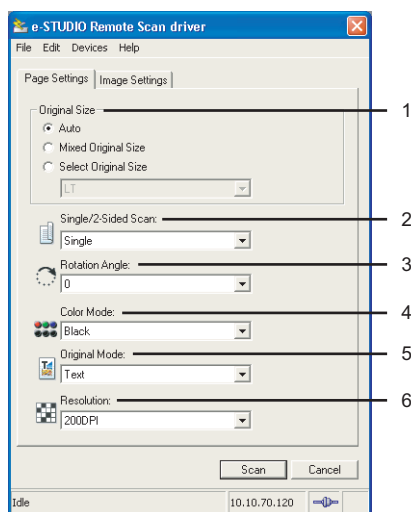 e-STUDIO Remote Scan driver
File Edit Devices Help
Page Settings Image Settings
Original Size 1
Auto
Mixed Original Size
Select Original Size
LT
Single/2-Sided Scan: 2
Single
Rotation Angle: 3
0
Color Mode: 4
Black
Original Mode: 5
Text
Resolution: 6
200DPI
Scan Cancel
Idle 10.10.70.120